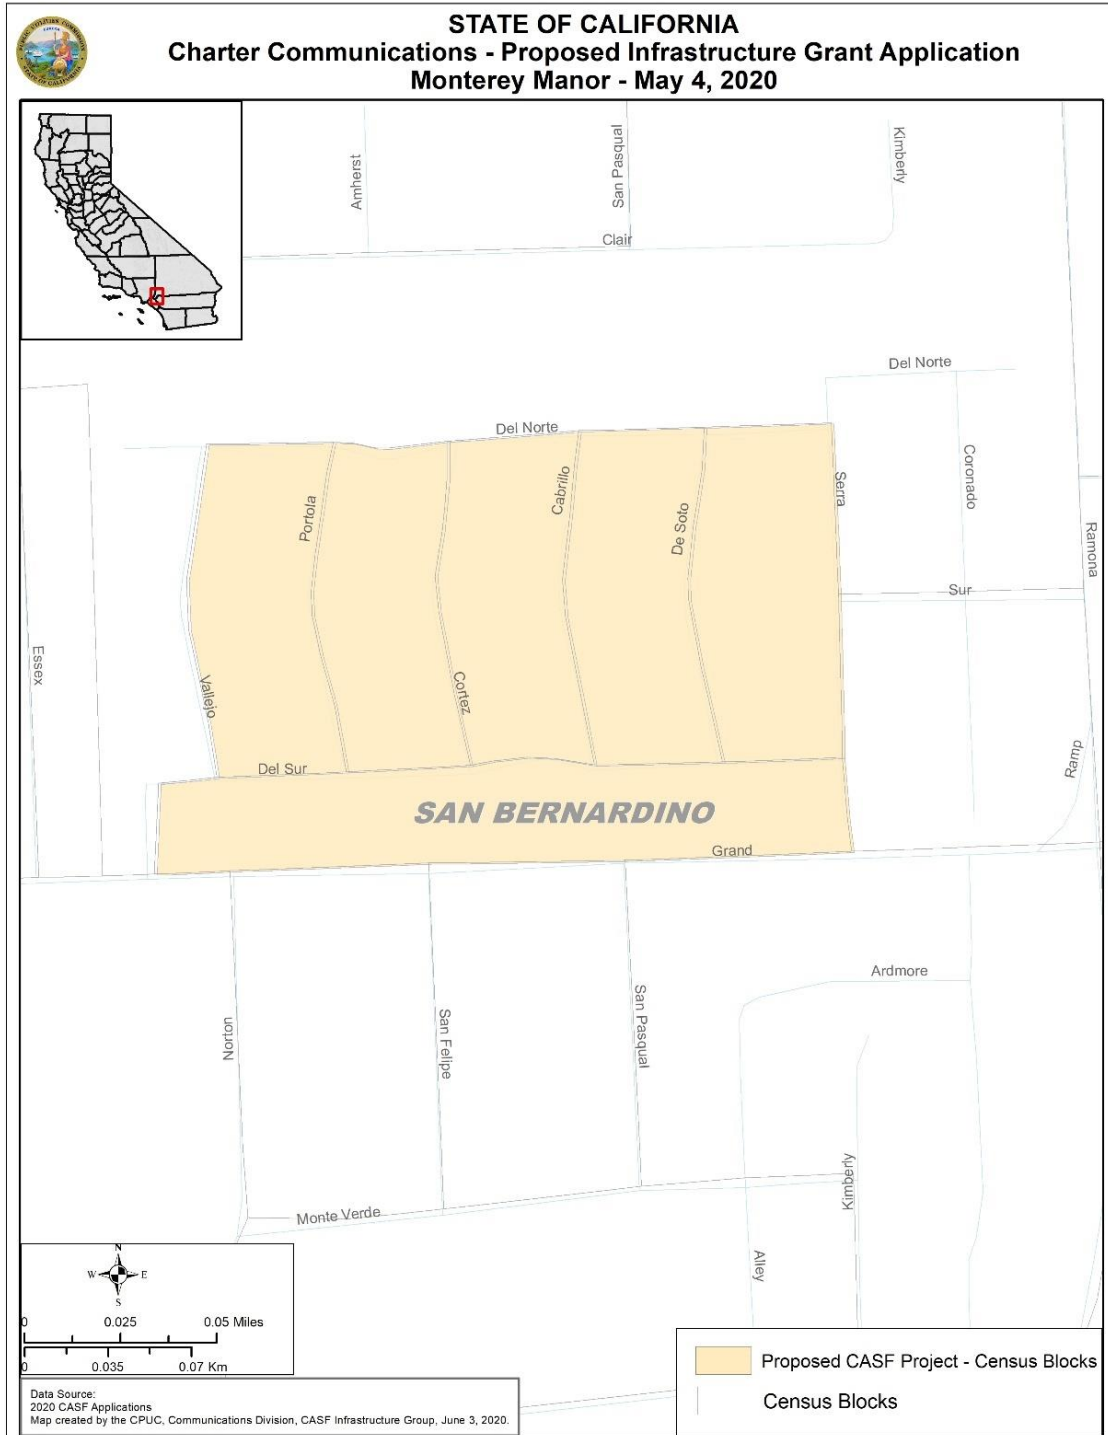 STATE OF CALIFORNIA
Charter Communications - Proposed Infrastructure Grant Application
Monterey Manor - May 4, 2020
Amherst
San Pasqual
Kimberly
Clair
Del Norte
Del Norte
Portola
Cabrillo
De Soto
Serra
Coronado
Ramona
Sur
Essex
Vallejo
Cortez
Del Sur
Ramp
SAN BERNARDINO
Grand
Ardmore
Norton
San Felipe
San Pasqual
Kimberly
Monte Verde
Alley
N
W
E
S
0 0.025 0.05 Miles
0 0.035 0.07 Km
Proposed CASF Project - Census Blocks
Census Blocks
Data Source:
2020 CASF Applications
Map created by the CPUC, Communications Division, CASF Infrastructure Group, June 3, 2020.